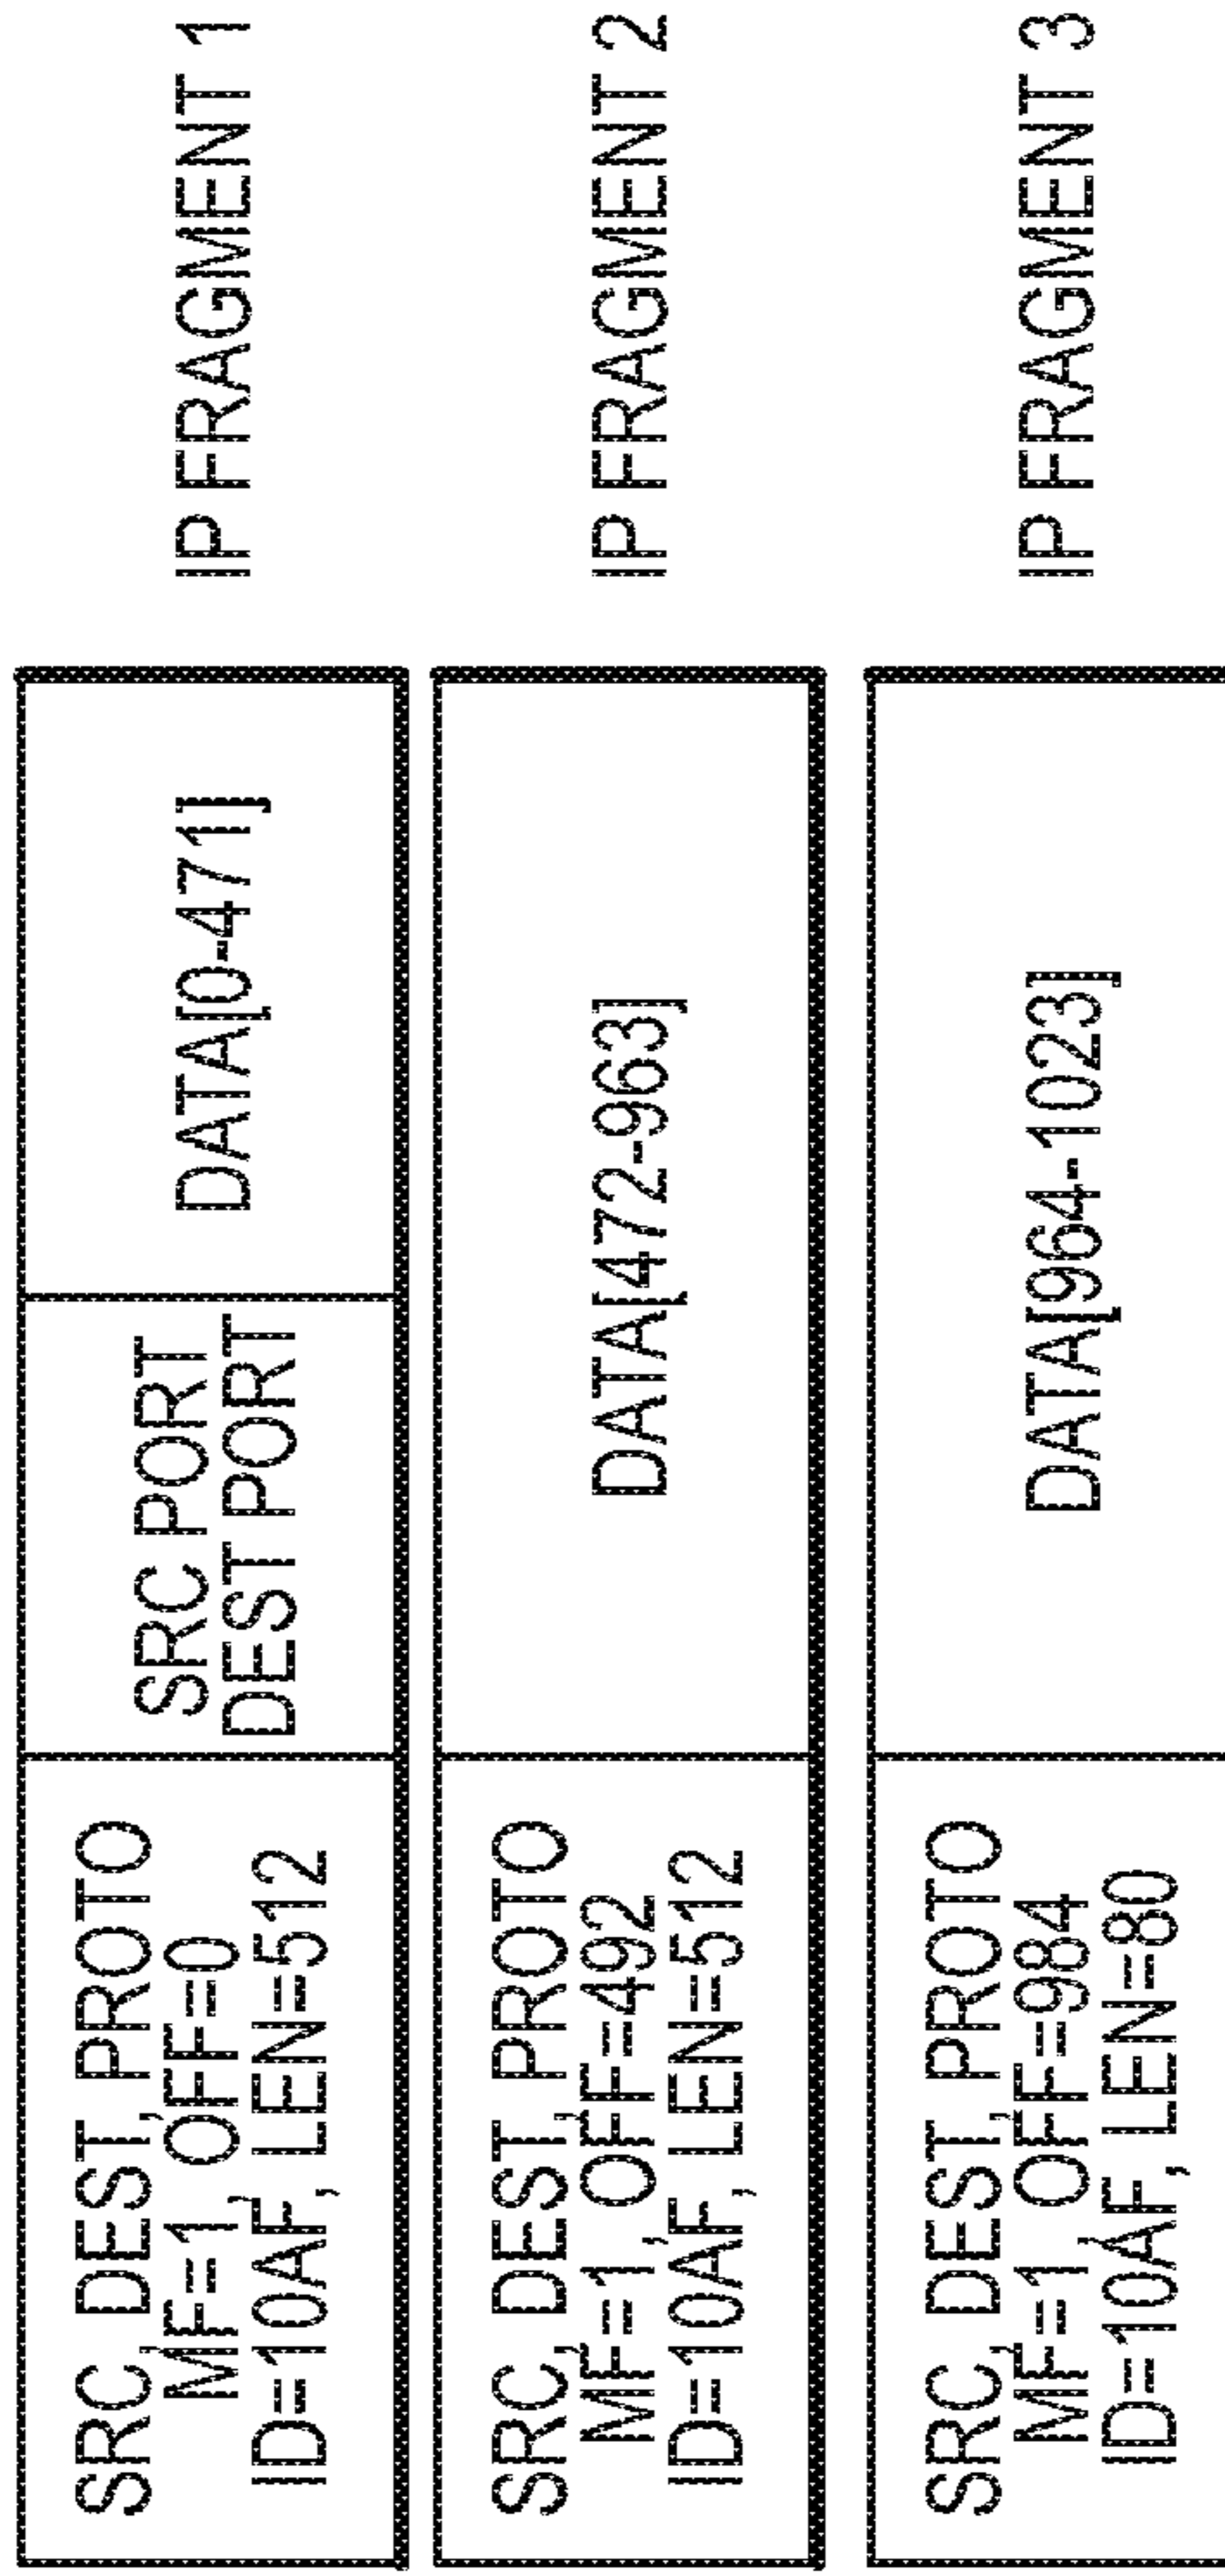 SRC, DEST, PROTO
MF=1, OFF=0
ID=10AF, LEN=512
SRC PORT
DEST PORT
DATA[0-471]
IP FRAGMENT 1
SRC, DEST, PROTO
MF=1, OFF=492
ID=10AF, LEN=512
DATA[472-963]
IP FRAGMENT 2
SRC, DEST, PROTO
MF=1, OFF=984
ID=10AF, LEN=80
DATA[964-1023]
IP FRAGMENT 3